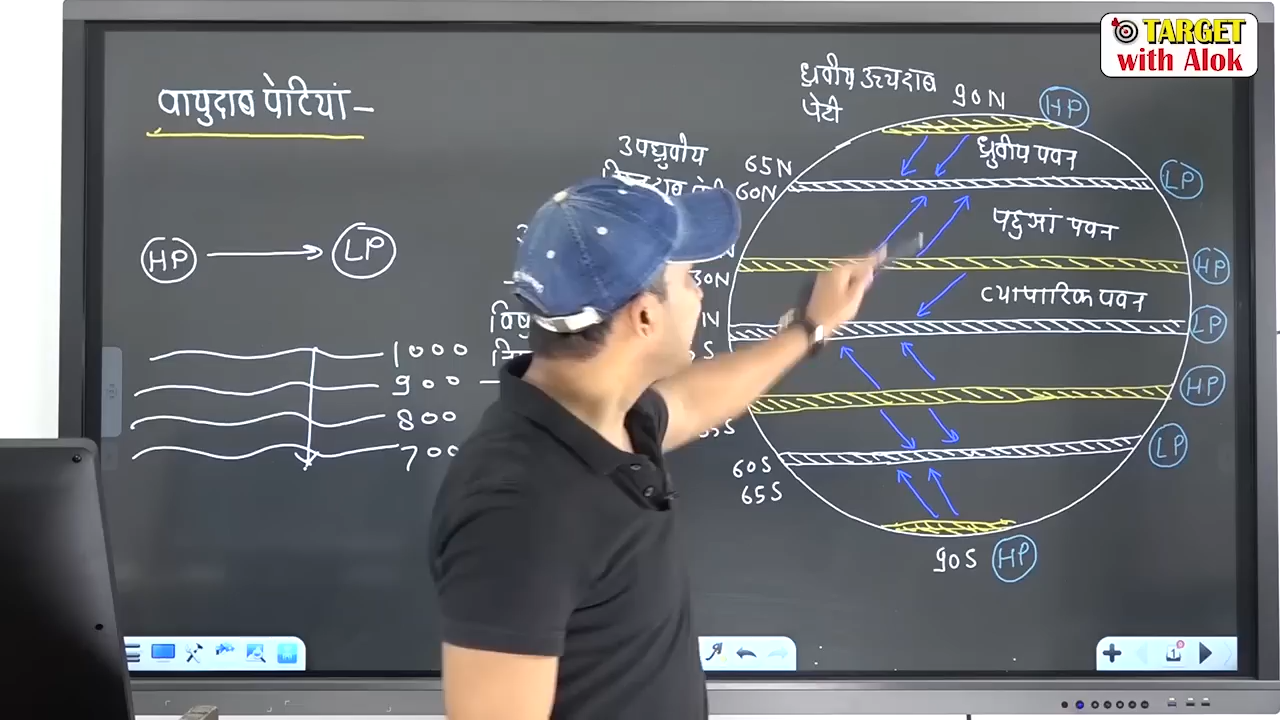 TARGET
with Alok
वायुदाब पेटियां –
HP → LP
1000
900 –
800
700
ध्रुवीय उच्चदाब
पेटी
90N
HP
ध्रुवीय पवन
उपध्रुवीय
65N
60N
LP
पछुआ पवन
30N
HP
व्यापारिक पवन
LP
HP
60S
65S
LP
90S
HP